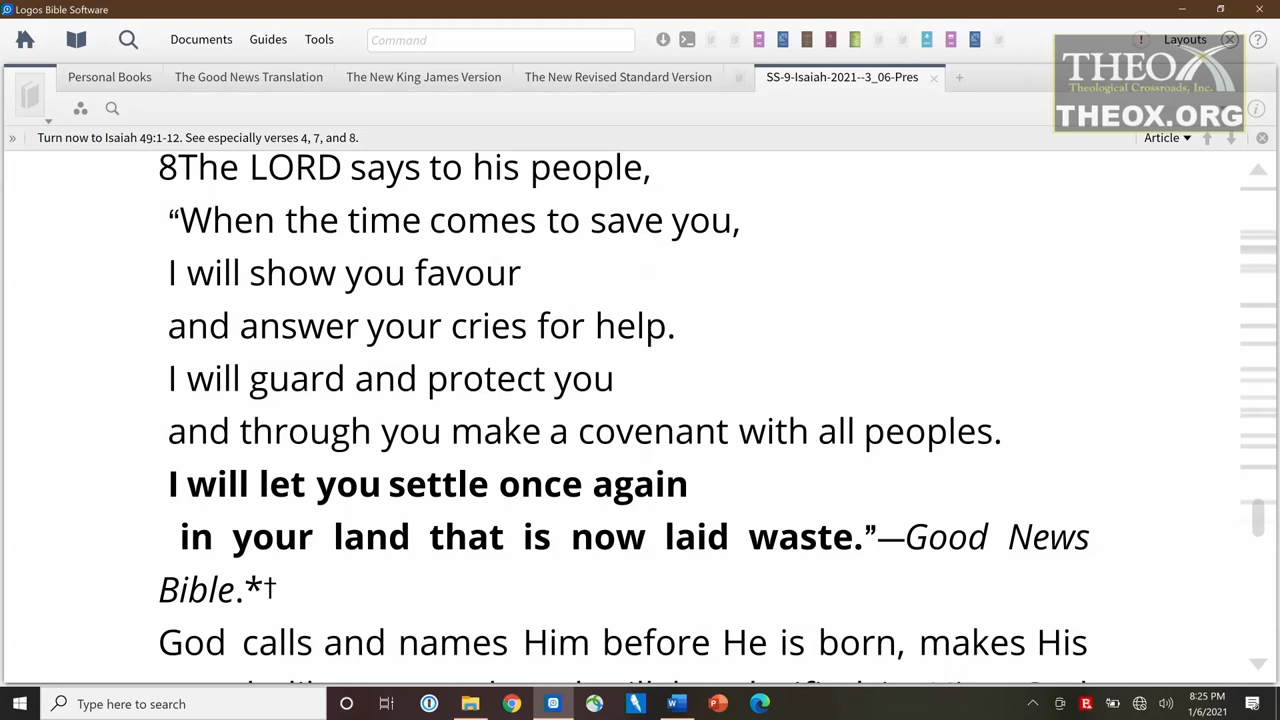 Logos Bible Software
Documents Guides Tools Command Layouts
THEOX
Theological Crossroads, Inc.
THEOX.ORG
Personal Books The Good News Translation The New King James Version The New Revised Standard Version SS-9-Isaiah-2021--3_06-Pres
Turn now to Isaiah 49:1-12. See especially verses 4, 7, and 8. Article
8The LORD says to his people,
“When the time comes to save you,
I will show you favour
and answer your cries for help.
I will guard and protect you
and through you make a covenant with all peoples.
I will let you settle once again
in your land that is now laid waste.”—Good News
Bible.*†
God calls and names Him before He is born, makes His
Type here to search
8:25 PM
1/6/2021